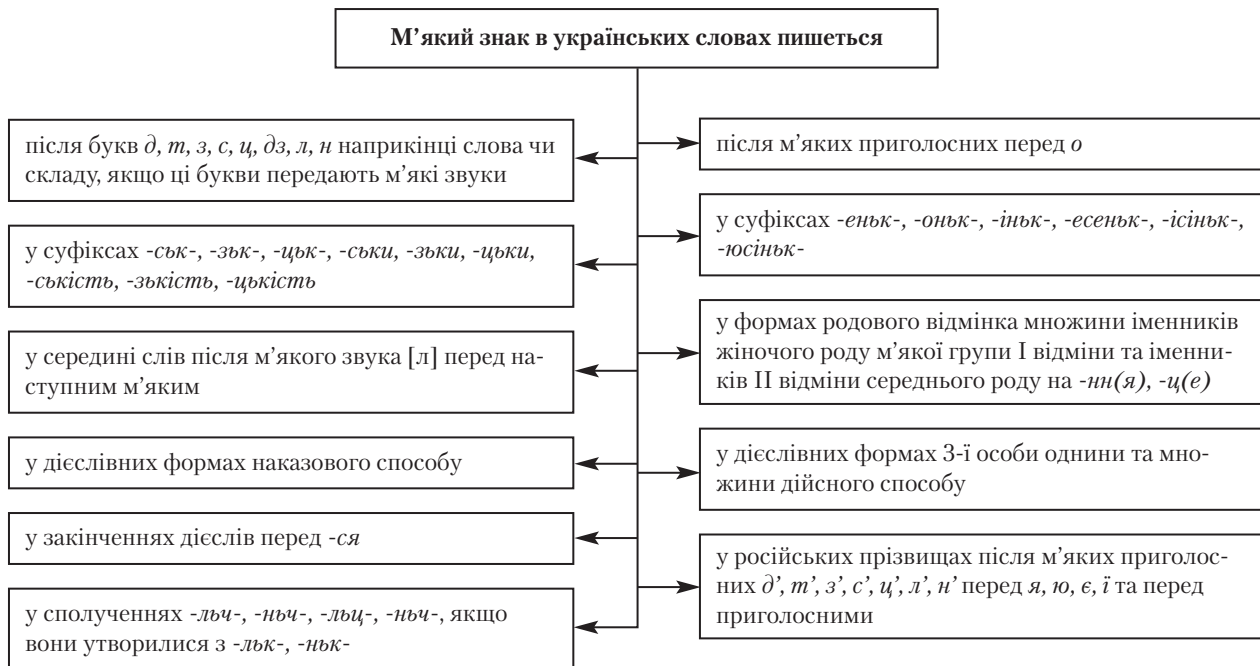 М’який знак в українських словах пишеться
після букв д, т, з, с, ц, дз, л, н наприкінці слова чи
складу, якщо ці букви передають м’які звуки
у суфіксах -ськ-, -зьк-, -цьк-, -ськи, -зьки, -цьки,
-ськість, -зькість, -цькість
у середині слів після м’якого звука [л] перед на-
ступним м’яким
у дієслівних формах наказового способу
у закінченнях дієслів перед -ся
у сполученнях -льч-, -ньч-, -льц-, -ньч-, якщо
вони утворилися з -льк-, -ньк-
після м’яких приголосних перед о
у суфіксах -еньк-, -оньк-, -іньк-, -есеньк-, -ісіньк-,
-юсіньк-
у формах родового відмінка множини іменників
жіночого роду м’якої групи І відміни та іменни-
ків ІІ відміни середнього роду на -нн(я), -ц(е)
у дієслівних формах 3-ї особи однини та мно-
жини дійсного способу
у російських прізвищах після м’яких приголос-
них д’, т’, з’, с’, ц’, л’, н’ перед я, ю, є, ї та перед
приголосними